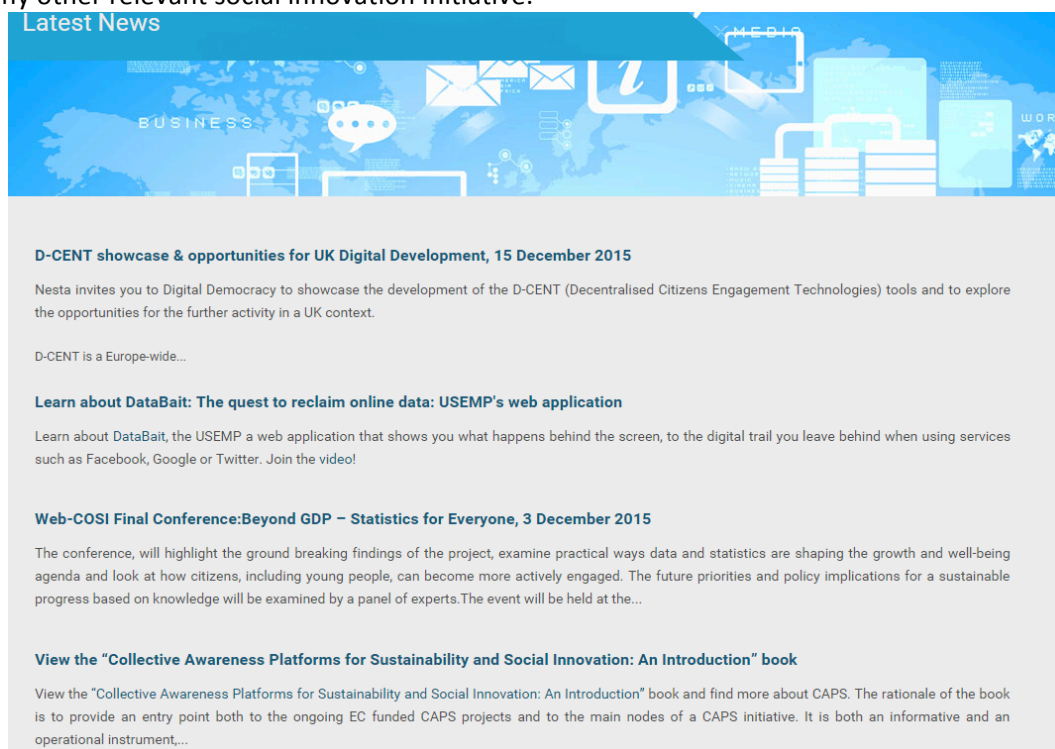 ny other relevant social innovation initiative.
Latest News
MEDIA
BUSINESS
WOR
D-CENT showcase & opportunities for UK Digital Development, 15 December 2015
Nesta invites you to Digital Democracy to showcase the development of the D-CENT (Decentralised Citizens Engagement Technologies) tools and to explore
the opportunities for the further activity in a UK context.
D-CENT is a Europe-wide...
Learn about DataBait: The quest to reclaim online data: USEMP's web application
Learn about DataBait, the USEMP a web application that shows you what happens behind the screen, to the digital trail you leave behind when using services
such as Facebook, Google or Twitter. Join the video!
Web-COSI Final Conference:Beyond GDP – Statistics for Everyone, 3 December 2015
The conference, will highlight the ground breaking findings of the project, examine practical ways data and statistics are shaping the growth and well-being
agenda and look at how citizens, including young people, can become more actively engaged. The future priorities and policy implications for a sustainable
progress based on knowledge will be examined by a panel of experts.The event will be held at the...
View the “Collective Awareness Platforms for Sustainability and Social Innovation: An Introduction” book
View the “Collective Awareness Platforms for Sustainability and Social Innovation: An Introduction” book and find more about CAPS. The rationale of the book
is to provide an entry point both to the ongoing EC funded CAPS projects and to the main nodes of a CAPS initiative. It is both an informative and an
operational instrument,...